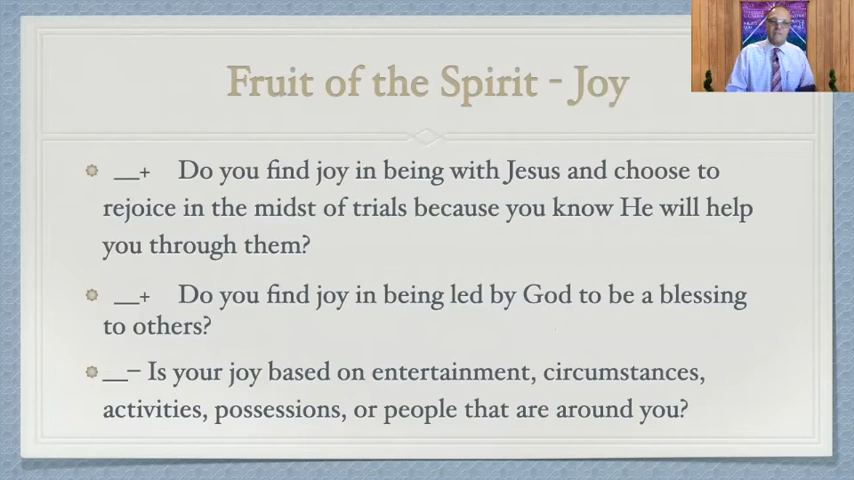 Fruit of the Spirit - Joy
__+ Do you find joy in being with Jesus and choose to
rejoice in the midst of trials because you know He will help
you through them?
__+ Do you find joy in being led by God to be a blessing
to others?
__– Is your joy based on entertainment, circumstances,
activities, possessions, or people that are around you?